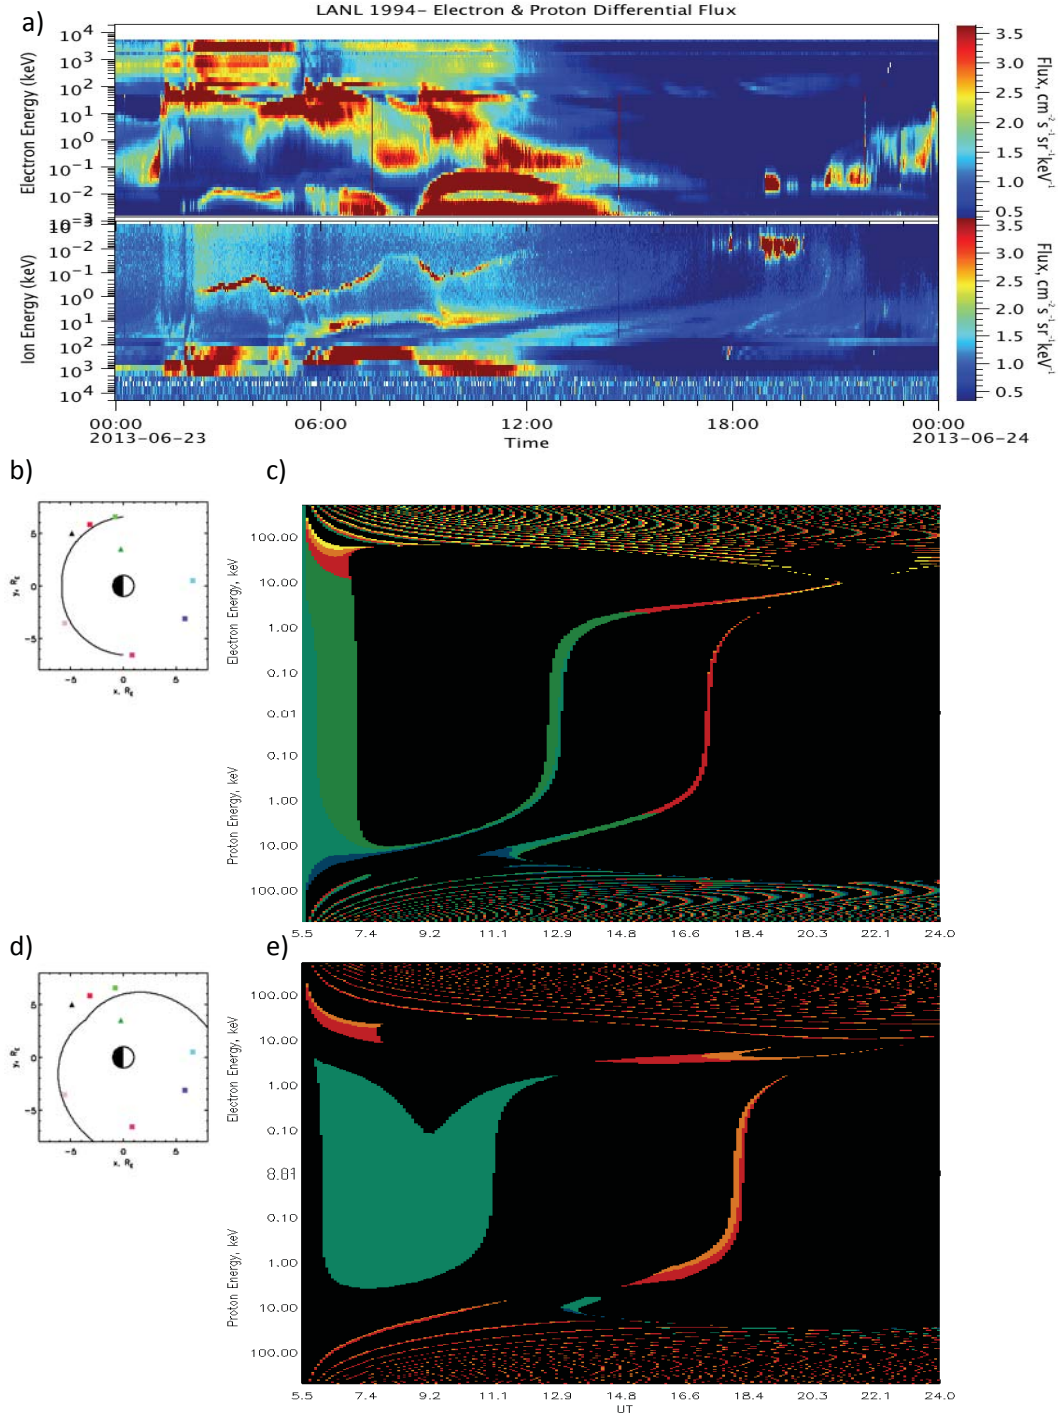 LANL 1994– Electron & Proton Differential Flux
a)
10⁴
10³
10²
10¹
10⁰
10⁻¹
10⁻²
Electron Energy (keV)
3.5
3.0
2.5
2.0
1.5
1.0
0.5
Flux, cm⁻²s⁻¹sr⁻¹keV⁻¹
10⁻²
10⁻¹
10⁰
10¹
10²
10³
10⁴
Ion Energy (keV)
3.5
3.0
2.5
2.0
1.5
1.0
0.5
Flux, cm⁻²s⁻¹sr⁻¹keV⁻¹
00:00 06:00 12:00 18:00 00:00
2013–06–23 Time 2013–06–24
b)
5
0
−5
y, R_E
−5 0 5
x, R_E
c)
100.00
10.00
1.00
0.10
0.01
0.10
1.00
10.00
100.00
Electron Energy, keV
Proton Energy, keV
5.5 7.4 9.2 11.1 12.9 14.8 16.6 18.4 20.3 22.1 24.0
d)
5
0
−5
y, R_E
−5 0 5
x, R_E
e)
100.00
10.00
1.00
0.10
0.10
1.00
10.00
100.00
Electron Energy, keV
Proton Energy, keV
5.5 7.4 9.2 11.1 12.9 14.8 16.6 18.4 20.3 22.1 24.0
UT